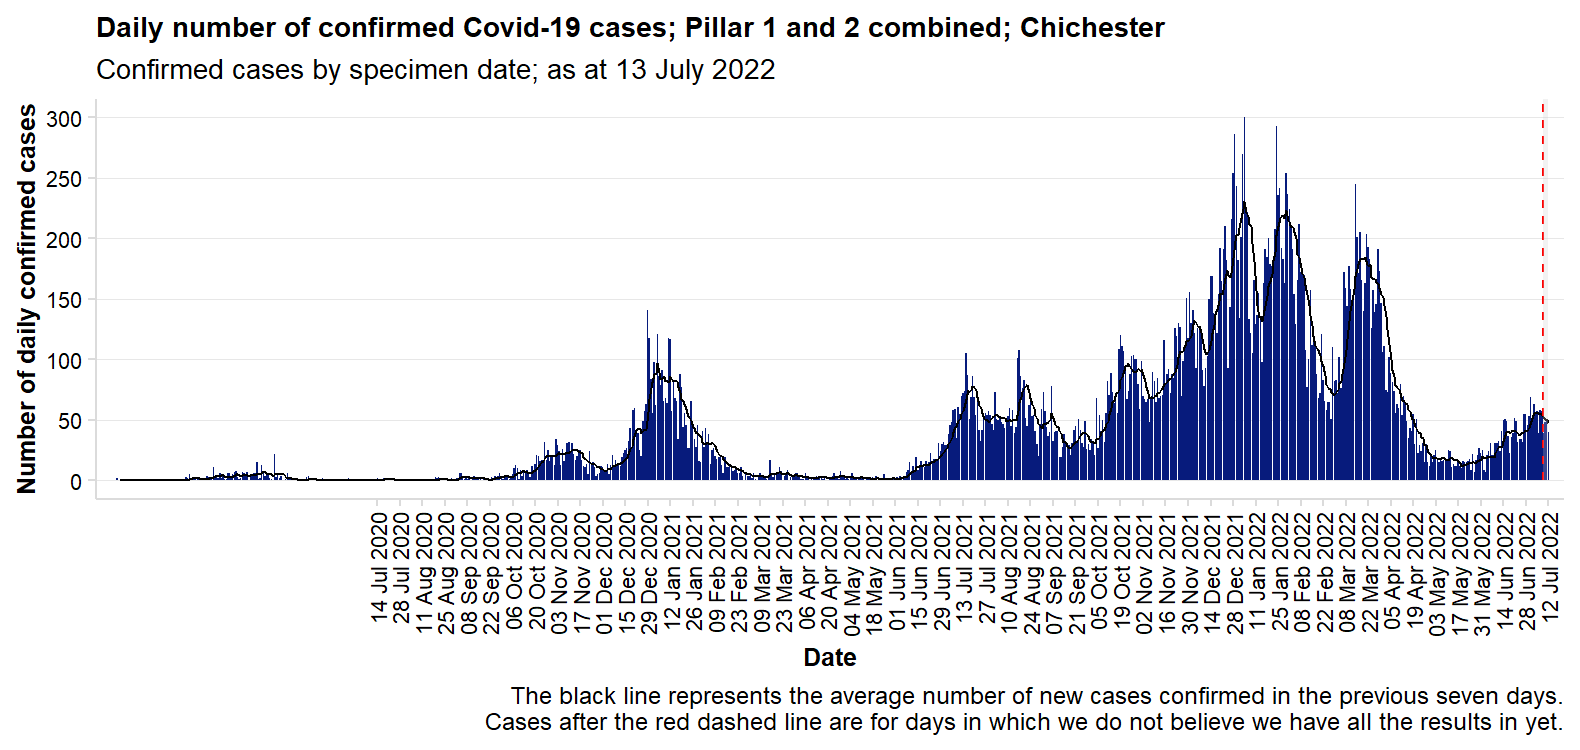 Daily number of confirmed Covid-19 cases; Pillar 1 and 2 combined; Chichester
Confirmed cases by specimen date; as at 13 July 2022
Number of daily confirmed cases
300
250
200
150
100
50
0
14 Jul 2020
28 Jul 2020
11 Aug 2020
25 Aug 2020
08 Sep 2020
22 Sep 2020
06 Oct 2020
20 Oct 2020
03 Nov 2020
17 Nov 2020
01 Dec 2020
15 Dec 2020
29 Dec 2020
12 Jan 2021
26 Jan 2021
09 Feb 2021
23 Feb 2021
09 Mar 2021
23 Mar 2021
06 Apr 2021
20 Apr 2021
04 May 2021
18 May 2021
01 Jun 2021
15 Jun 2021
29 Jun 2021
13 Jul 2021
27 Jul 2021
10 Aug 2021
24 Aug 2021
07 Sep 2021
21 Sep 2021
05 Oct 2021
19 Oct 2021
02 Nov 2021
16 Nov 2021
30 Nov 2021
14 Dec 2021
28 Dec 2021
11 Jan 2022
25 Jan 2022
08 Feb 2022
22 Feb 2022
08 Mar 2022
22 Mar 2022
05 Apr 2022
19 Apr 2022
03 May 2022
17 May 2022
31 May 2022
14 Jun 2022
28 Jun 2022
12 Jul 2022
Date
The black line represents the average number of new cases confirmed in the previous seven days.
Cases after the red dashed line are for days in which we do not believe we have all the results in yet.